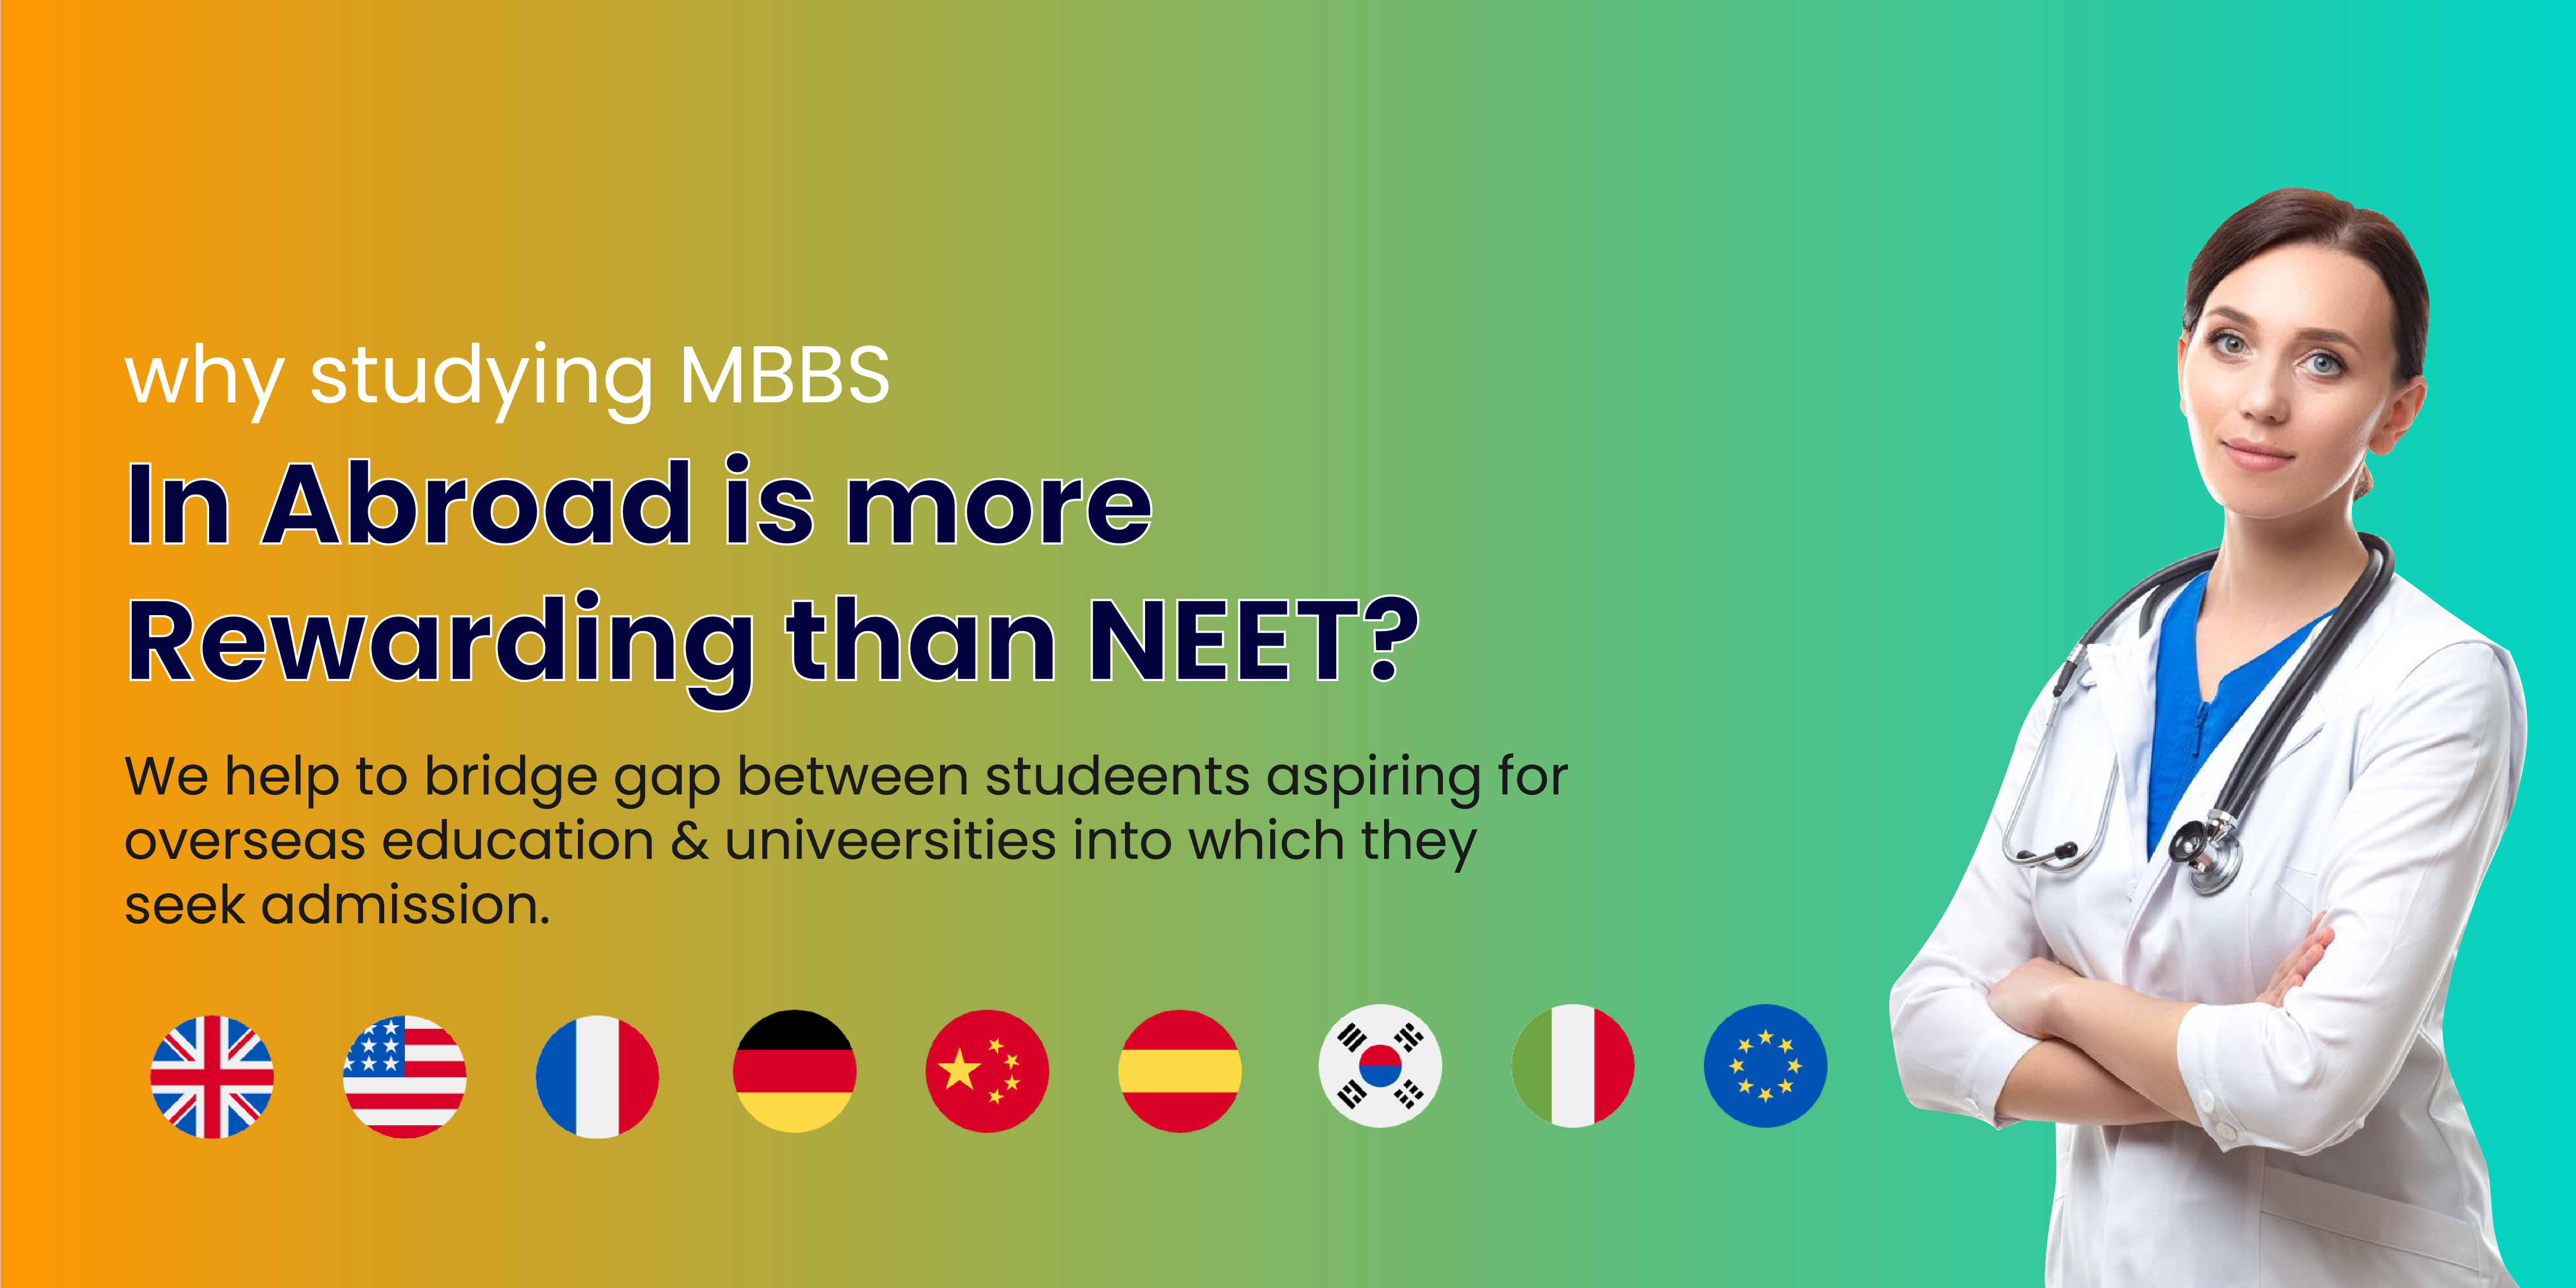 why studying MBBS
In Abroad is more
Rewarding than NEET?
We help to bridge gap between studeents aspiring for
overseas education & univeersities into which they
seek admission.